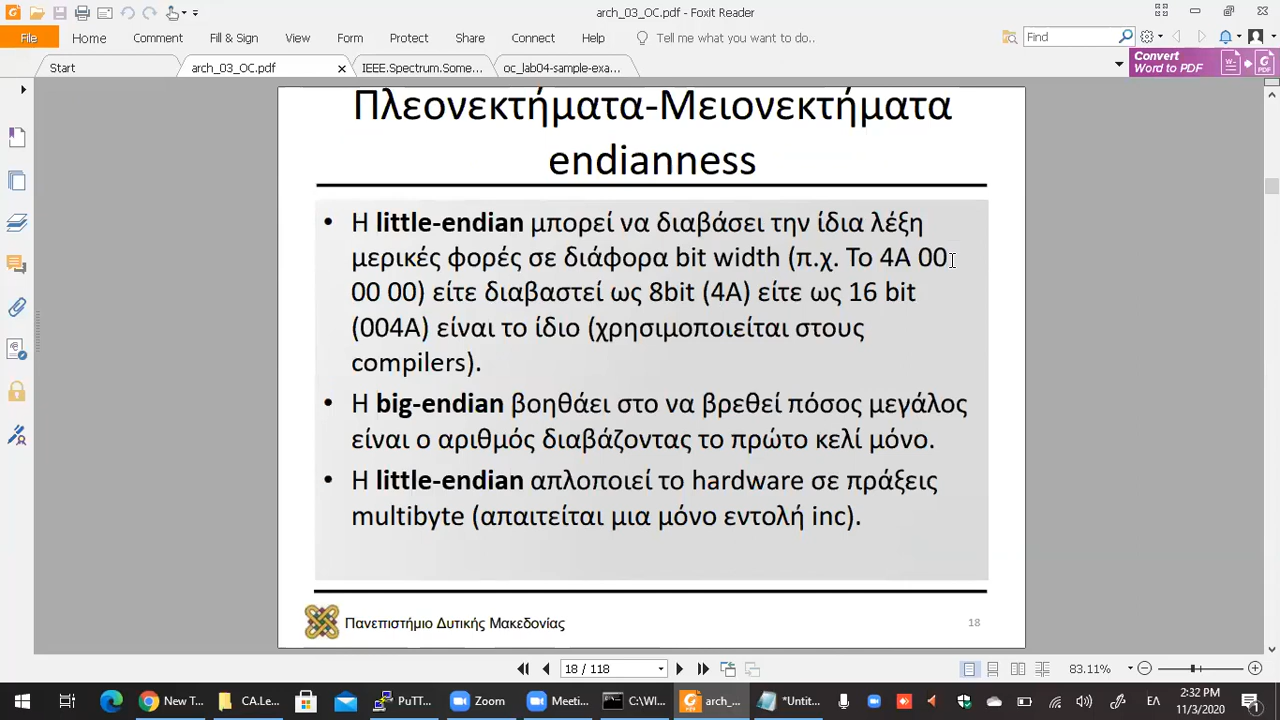 arch_03_OC.pdf - Foxit Reader
File Home Comment Fill & Sign View Form Protect Share Connect Help Tell me what you want to do.. Find
Start arch_03_OC.pdf IEEE.Spectrum.Some... oc_lab04-sample-exa... Convert
Word to PDF
Πλεονεκτήματα-Μειονεκτήματα
endianness
• Η little-endian μπορεί να διαβάσει την ίδια λέξη
μερικές φορές σε διάφορα bit width (π.χ. Το 4A 00
00 00) είτε διαβαστεί ως 8bit (4A) είτε ως 16 bit
(004A) είναι το ίδιο (χρησιμοποιείται στους
compilers).
• Η big-endian βοηθάει στο να βρεθεί πόσος μεγάλος
είναι ο αριθμός διαβάζοντας το πρώτο κελί μόνο.
• Η little-endian απλοποιεί το hardware σε πράξεις
multibyte (απαιτείται μια μόνο εντολή inc).
Πανεπιστήμιο Δυτικής Μακεδονίας 18
18 / 118 83.11%
New T... CA.Le... PuTT... Zoom Meeti... C:\WI... arch_... *Untit... ΕΛ 2:32 PM
11/3/2020